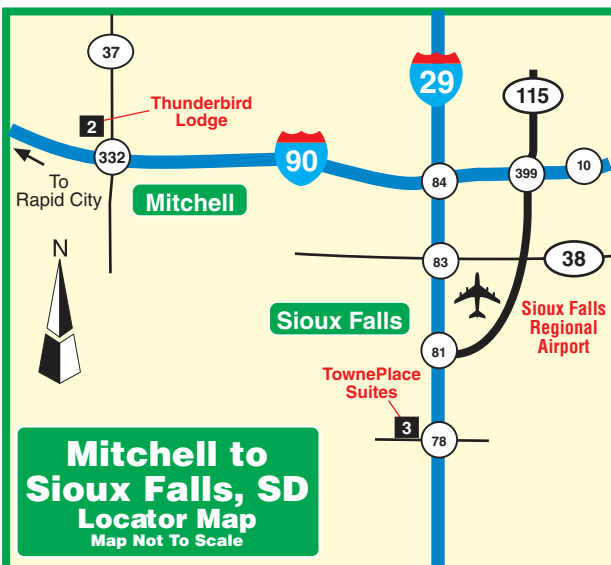 37
29
115
2
Thunderbird
Lodge
332
90
84
399
10
To
Rapid City
Mitchell
N
83
38
Sioux Falls
Sioux Falls
Regional
Airport
81
TownePlace
Suites
3
78
Mitchell to
Sioux Falls, SD
Locator Map
Map Not To Scale